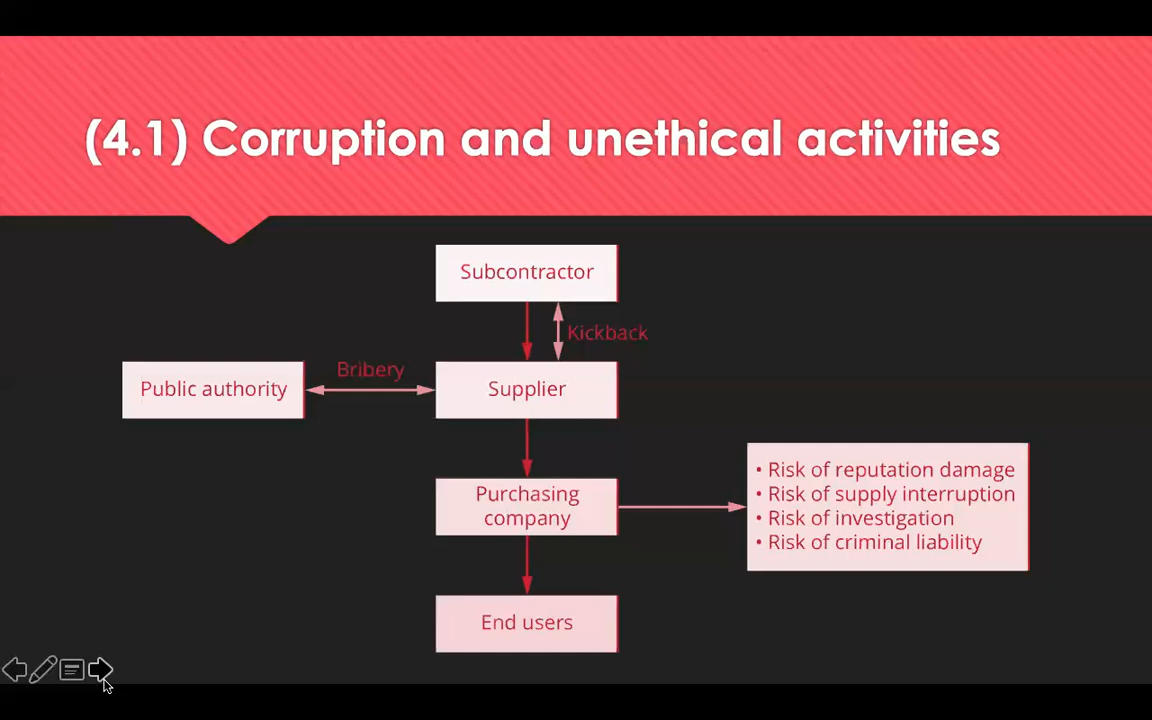 (4.1) Corruption and unethical activities
Subcontractor
Kickback
Bribery
Public authority
Supplier
Purchasing
company
• Risk of reputation damage
• Risk of supply interruption
• Risk of investigation
• Risk of criminal liability
End users